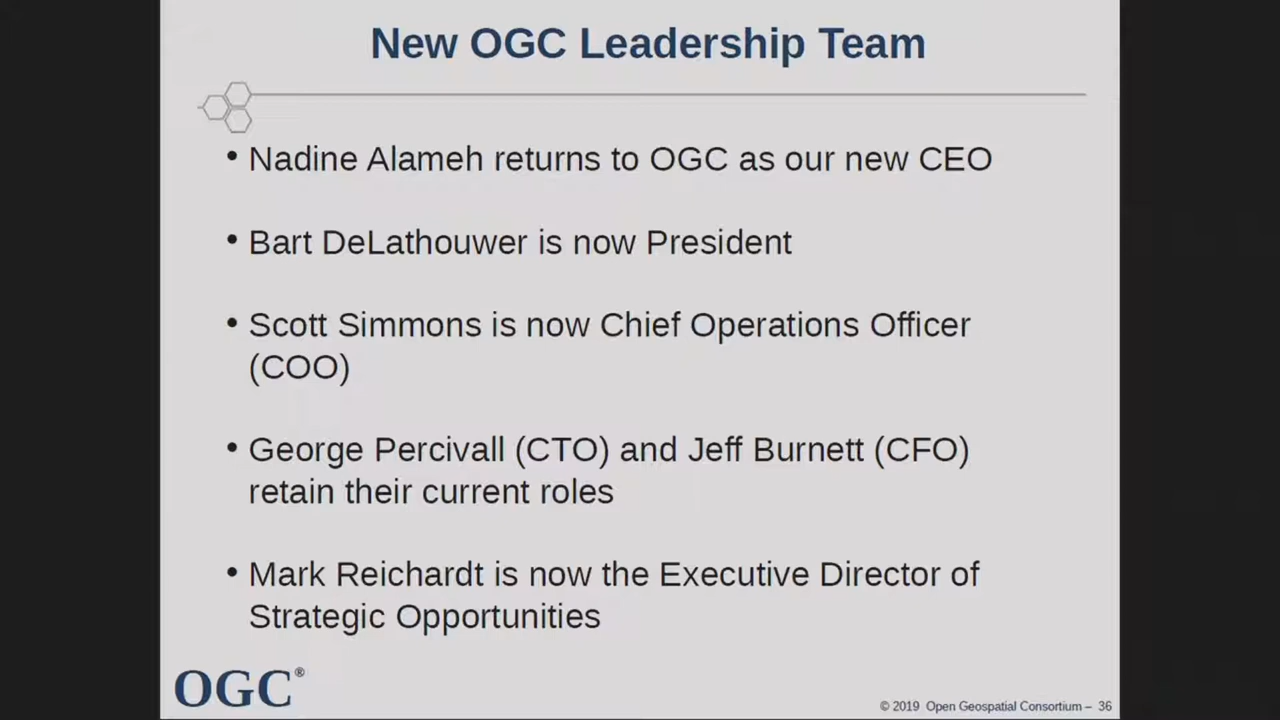 New OGC Leadership Team
• Nadine Alameh returns to OGC as our new CEO
• Bart DeLathouwer is now President
• Scott Simmons is now Chief Operations Officer
(COO)
• George Percivall (CTO) and Jeff Burnett (CFO)
retain their current roles
• Mark Reichardt is now the Executive Director of
Strategic Opportunities
OGC®
© 2019 Open Geospatial Consortium – 36